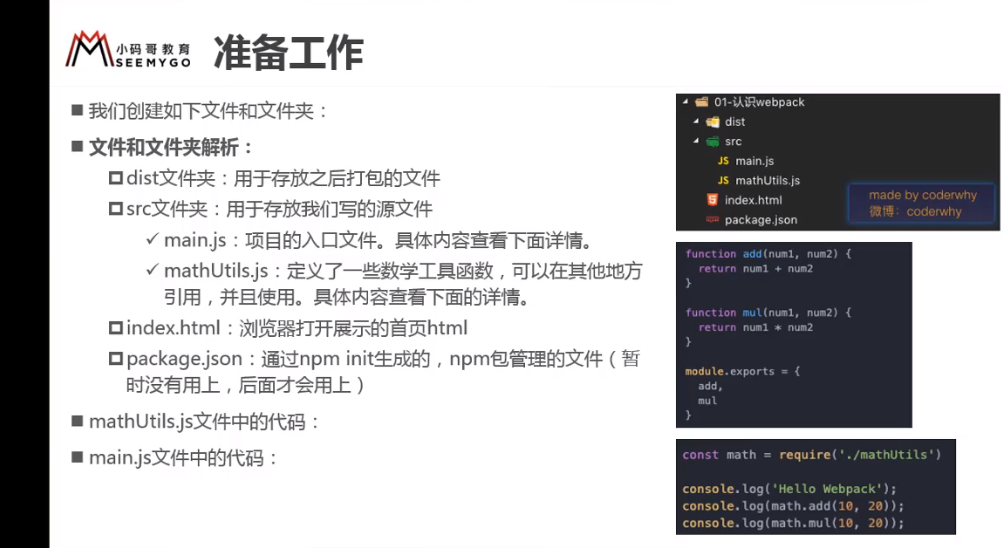 小码哥教育
SEEMYGO
准备工作
我们创建如下文件和文件夹：
文件和文件夹解析：
dist文件夹：用于存放之后打包的文件
src文件夹：用于存放我们写的源文件
main.js：项目的入口文件。具体内容查看下面详情。
mathUtils.js：定义了一些数学工具函数，可以在其他地方
引用，并且使用。具体内容查看下面的详情。
index.html：浏览器打开展示的首页html
package.json：通过npm init生成的，npm包管理的文件（暂
时没有用上，后面才会用上）
mathUtils.js文件中的代码：
main.js文件中的代码：
01-认识webpack
dist
src
JS main.js
JS mathUtils.js
index.html
package.json
made by coderwhy
微博：coderwhy
function add(num1, num2) {
return num1 + num2
}
function mul(num1, num2) {
return num1 * num2
}
module.exports = {
add,
mul
}
const math = require('./mathUtils')
console.log('Hello Webpack');
console.log(math.add(10, 20));
console.log(math.mul(10, 20));